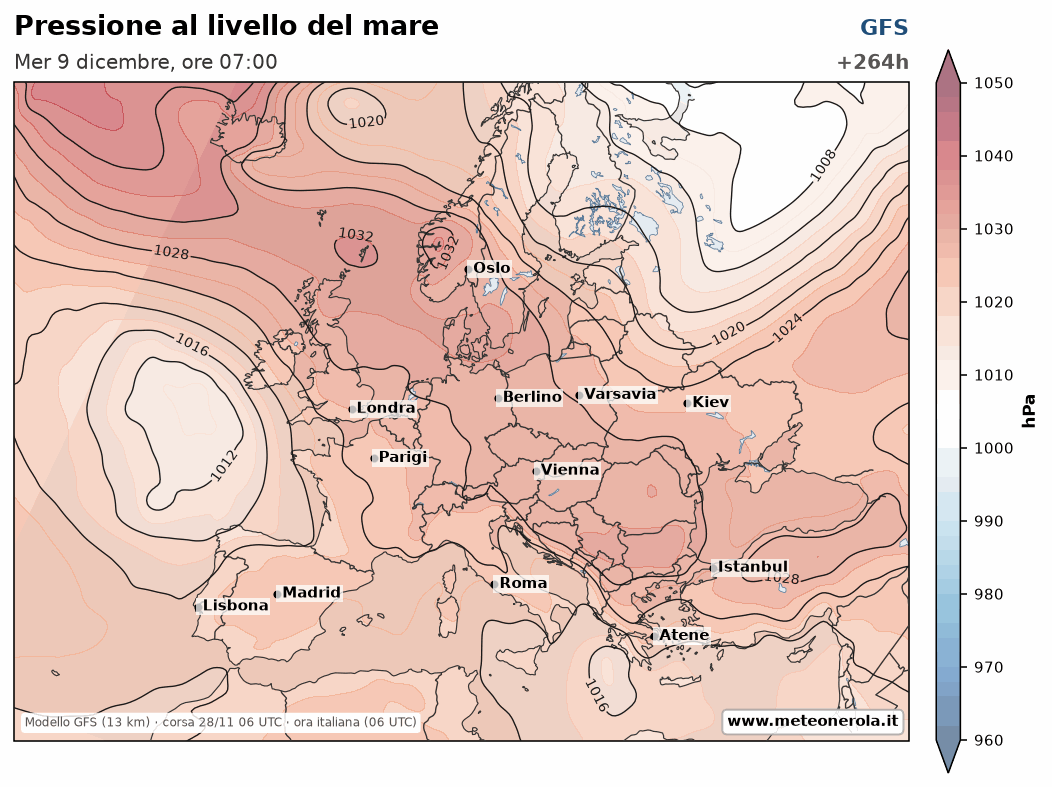 Pressione al livello del mare
GFS
Mer 9 dicembre, ore 07:00
+264h
1050
1040
1030
1020
1010
1000
990
980
970
960
hPa
1020
1008
1032
1032
1028
Oslo
1016
1020
1024
Berlino
Varsavia
Kiev
Londra
Parigi
1012
Vienna
Istanbul
1028
Roma
Madrid
Lisbona
Atene
1016
Modello GFS (13 km) · corsa 28/11 06 UTC · ora italiana (06 UTC)
www.meteonerola.it